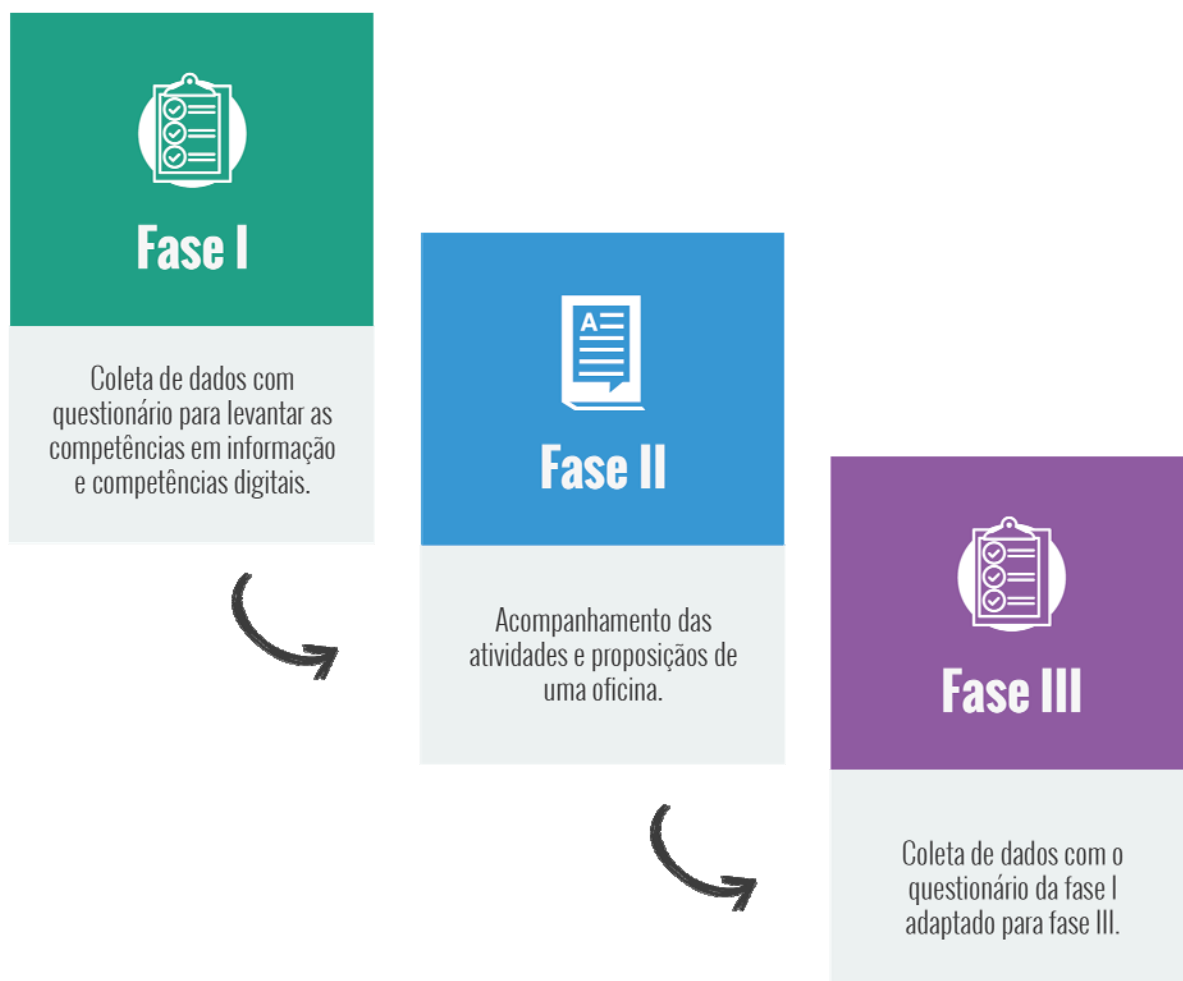 Fase I
Coleta de dados com
questionário para levantar as
competências em informação
e competências digitais.
A
Fase II
Acompanhamento das
atividades e proposiçãos de
uma oficina.
Fase III
Coleta de dados com o
questionário da fase I
adaptado para fase III.